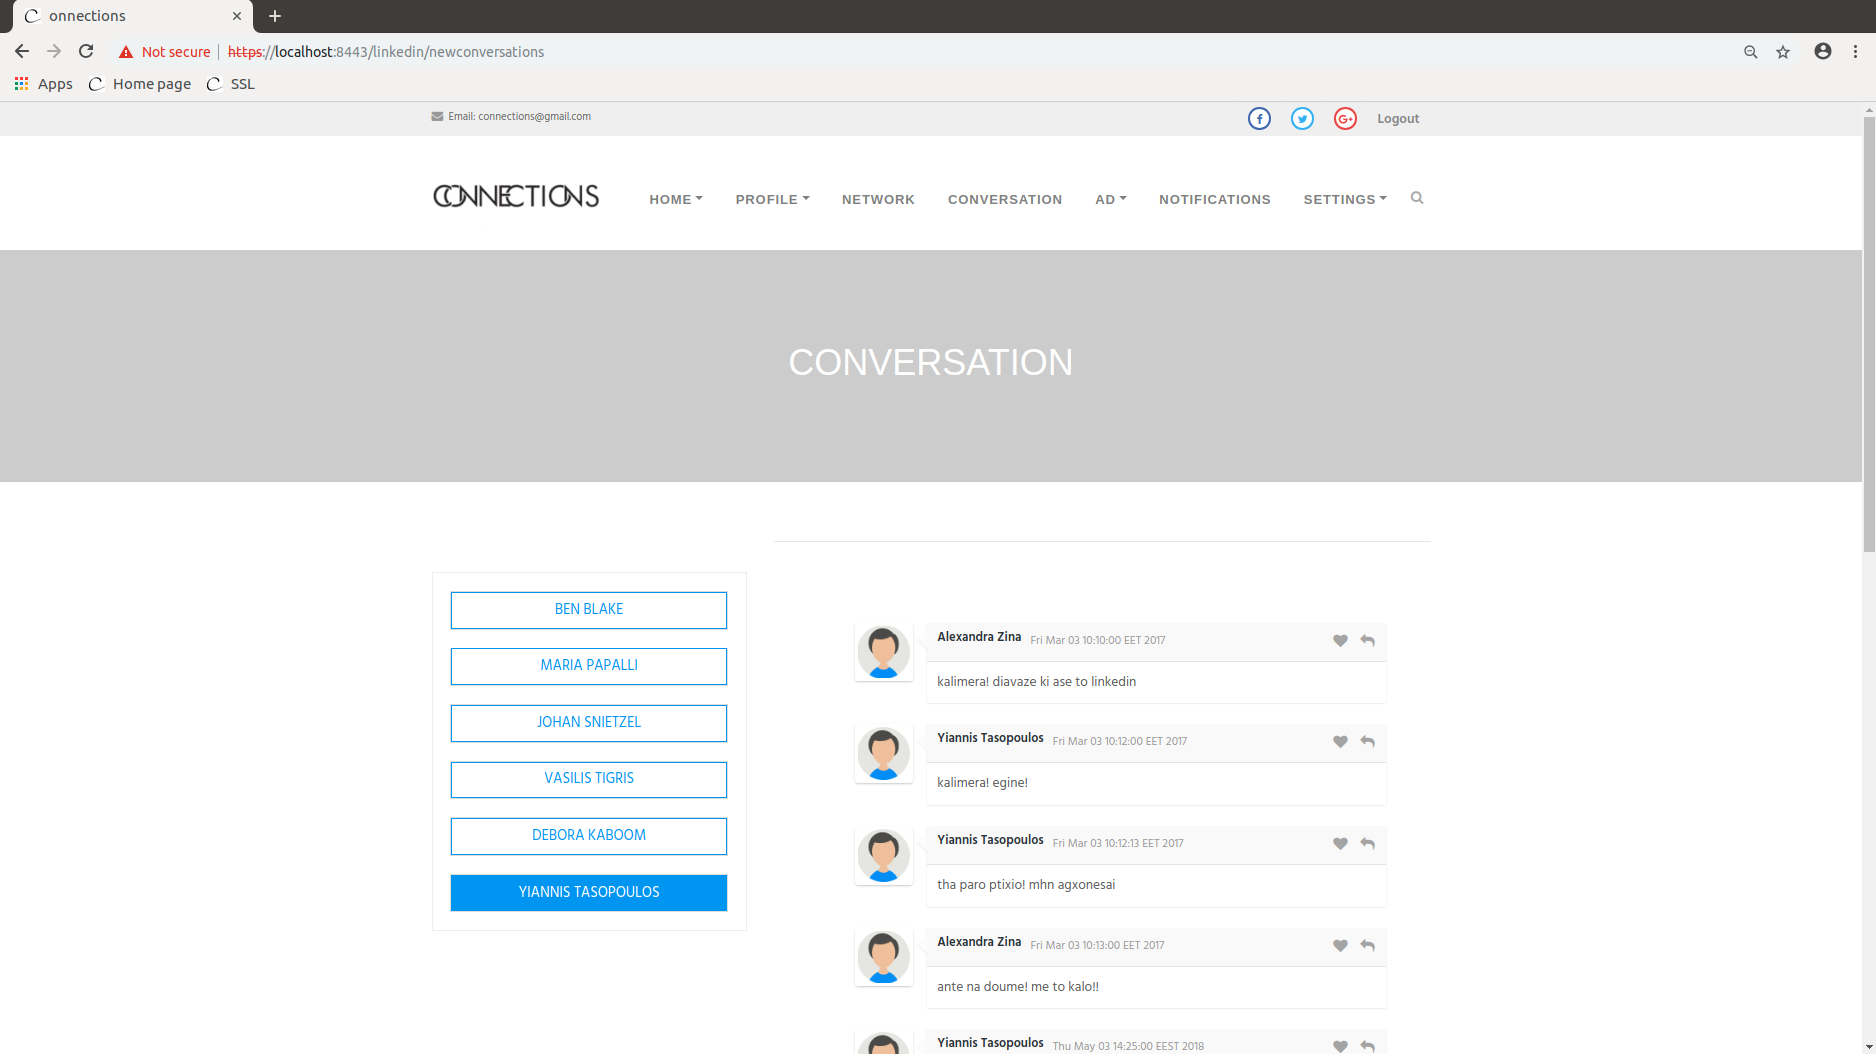 onnections
Not secure https://localhost:8443/linkedin/newconversations
Apps Home page SSL
Email: connections@gmail.com Logout
CONNECTIONS HOME PROFILE NETWORK CONVERSATION AD NOTIFICATIONS SETTINGS
CONVERSATION
BEN BLAKE
MARIA PAPALLI
JOHAN SNIETZEL
VASILIS TIGRIS
DEBORA KABOOM
YIANNIS TASOPOULOS
Alexandra Zina Fri Mar 03 10:10:00 EET 2017
kalimera! diavaze ki ase to linkedin
Yiannis Tasopoulos Fri Mar 03 10:12:00 EET 2017
kalimera! egine!
Yiannis Tasopoulos Fri Mar 03 10:12:13 EET 2017
tha paro ptixio! mhn agxonesai
Alexandra Zina Fri Mar 03 10:13:00 EET 2017
ante na doume! me to kalo!!
Yiannis Tasopoulos Thu May 03 14:25:00 EEST 2018